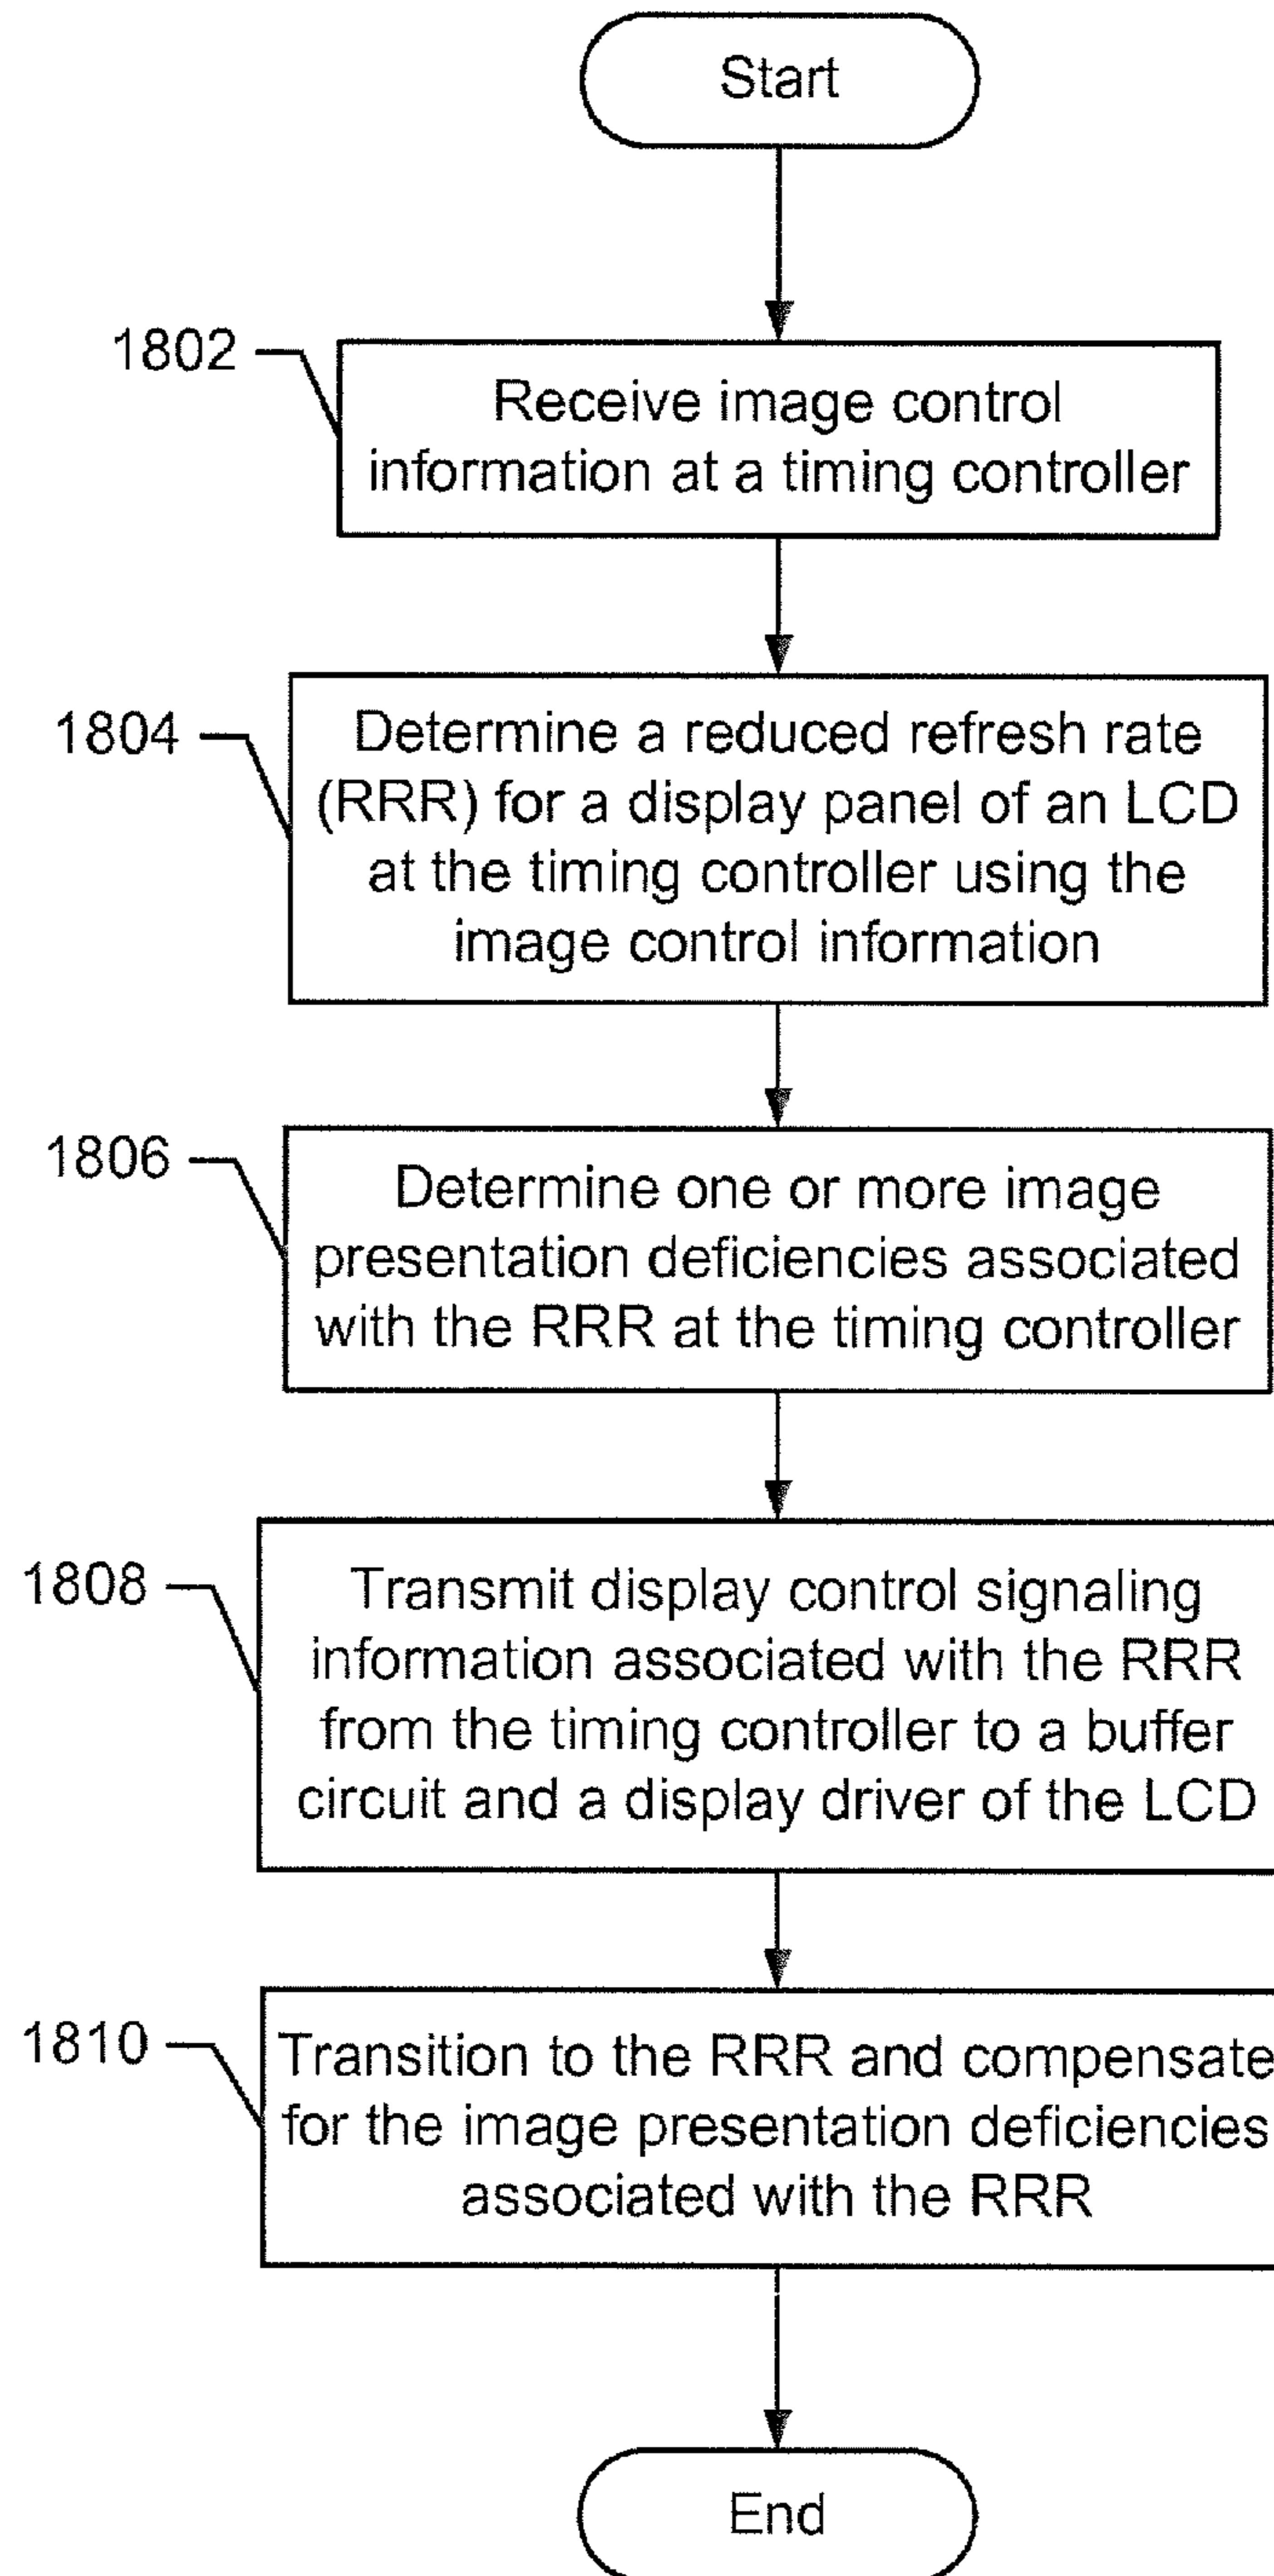 Start
1802
Receive image control
information at a timing controller
1804
Determine a reduced refresh rate
(RRR) for a display panel of an LCD
at the timing controller using the
image control information
1806
Determine one or more image
presentation deficiencies associated
with the RRR at the timing controller
1808
Transmit display control signaling
information associated with the RRR
from the timing controller to a buffer
circuit and a display driver of the LCD
1810
Transition to the RRR and compensate
for the image presentation deficiencies
associated with the RRR
End